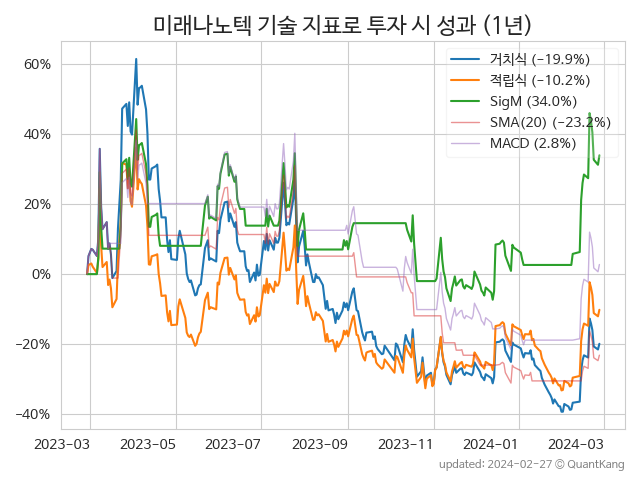 미래나노텍 기술 지표로 투자 시 성과 (1년)
거치식 (−19.9%)
적립식 (−10.2%)
SigM (34.0%)
SMA(20) (−23.2%)
MACD (2.8%)
60%
40%
20%
0%
−20%
−40%
2023−03 2023−05 2023−07 2023−09 2023−11 2024−01 2024−03
updated: 2024−02−27 © QuantKang